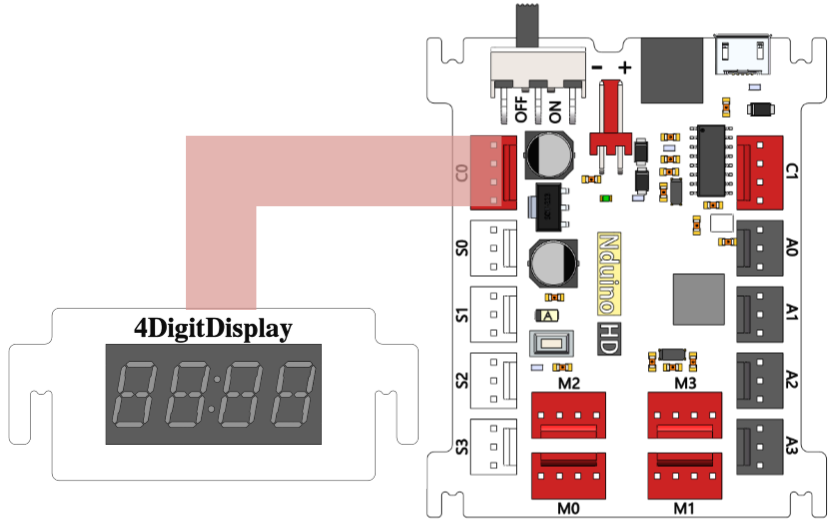 - +
OFF
ON
C0
C1
S0
A0
Nduino
S1
A
HD
A1
4DigitDisplay
S2
M2
M3
A2
S3
A3
M0
M1